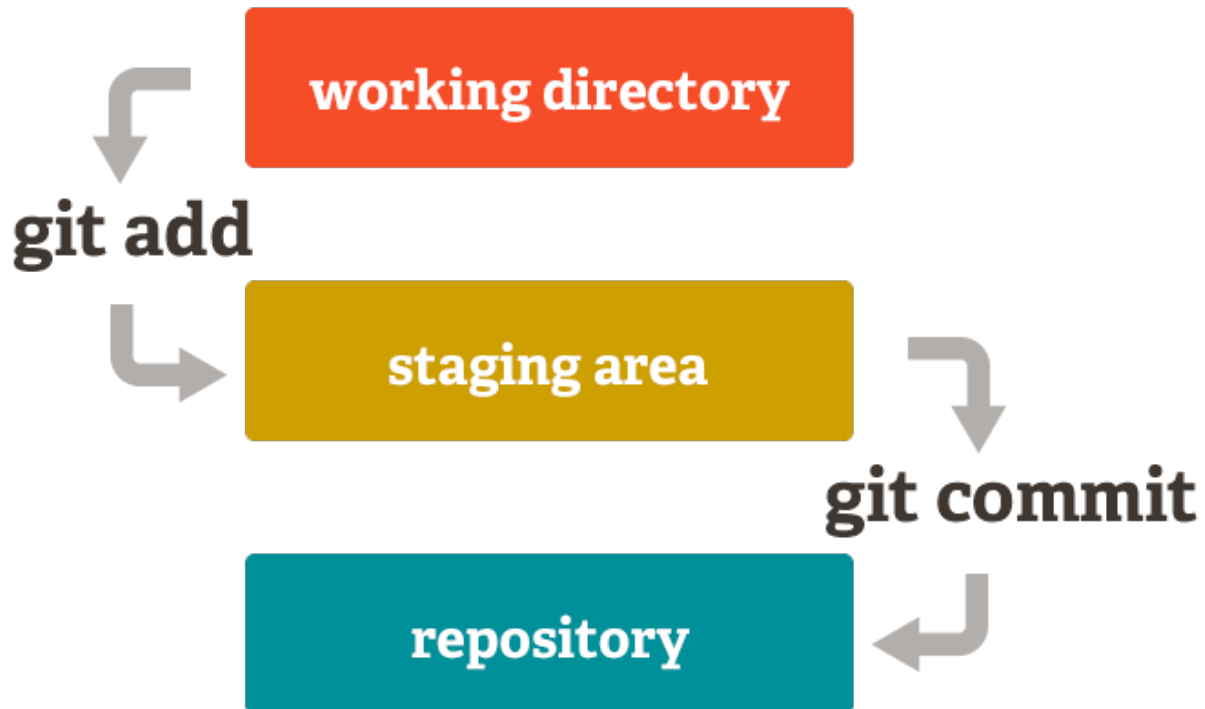 working directory
git add
staging area
git commit
repository